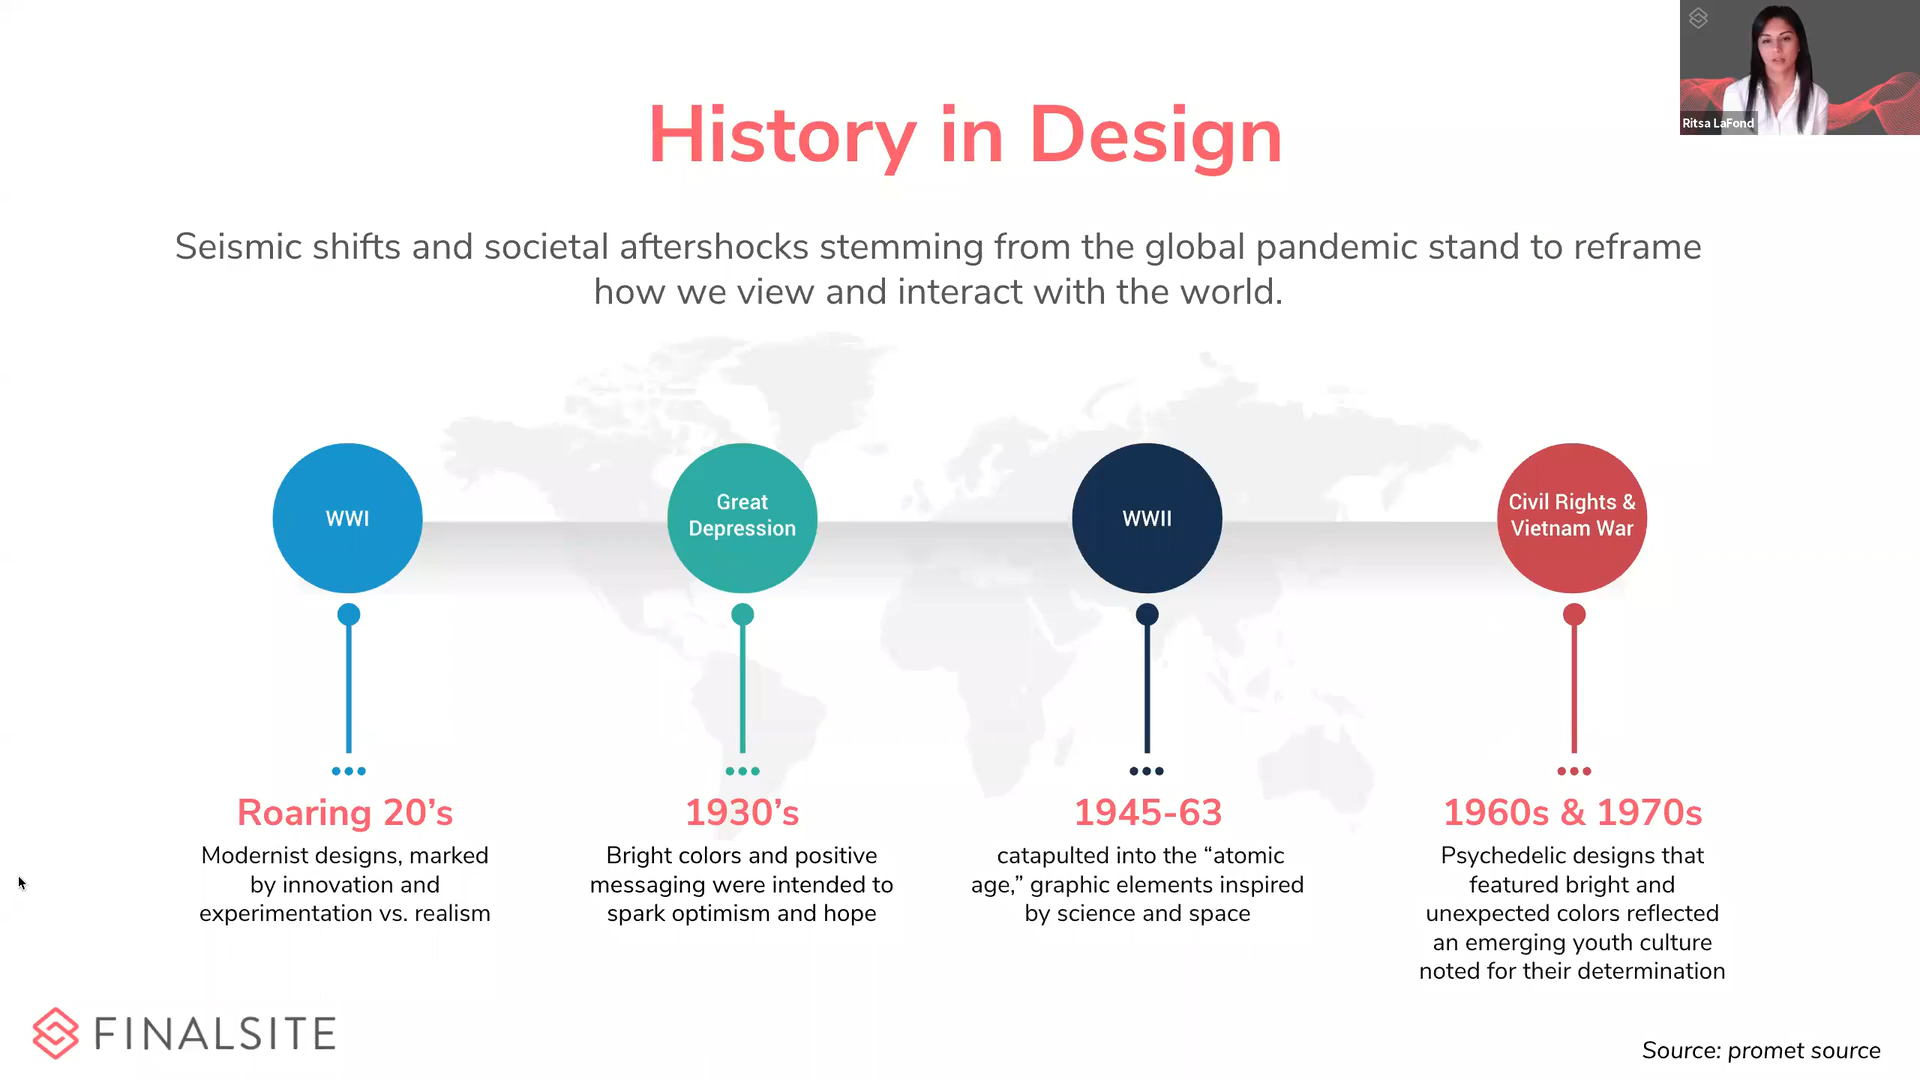 Ritsa LaFond
History in Design
Seismic shifts and societal aftershocks stemming from the global pandemic stand to reframe
how we view and interact with the world.
WWI
Great
Depression
WWII
Civil Rights &
Vietnam War
Roaring 20’s
Modernist designs, marked
by innovation and
experimentation vs. realism
1930’s
Bright colors and positive
messaging were intended to
spark optimism and hope
1945-63
catapulted into the “atomic
age,” graphic elements inspired
by science and space
1960s & 1970s
Psychedelic designs that
featured bright and
unexpected colors reflected
an emerging youth culture
noted for their determination
FINALSITE
Source: promet source